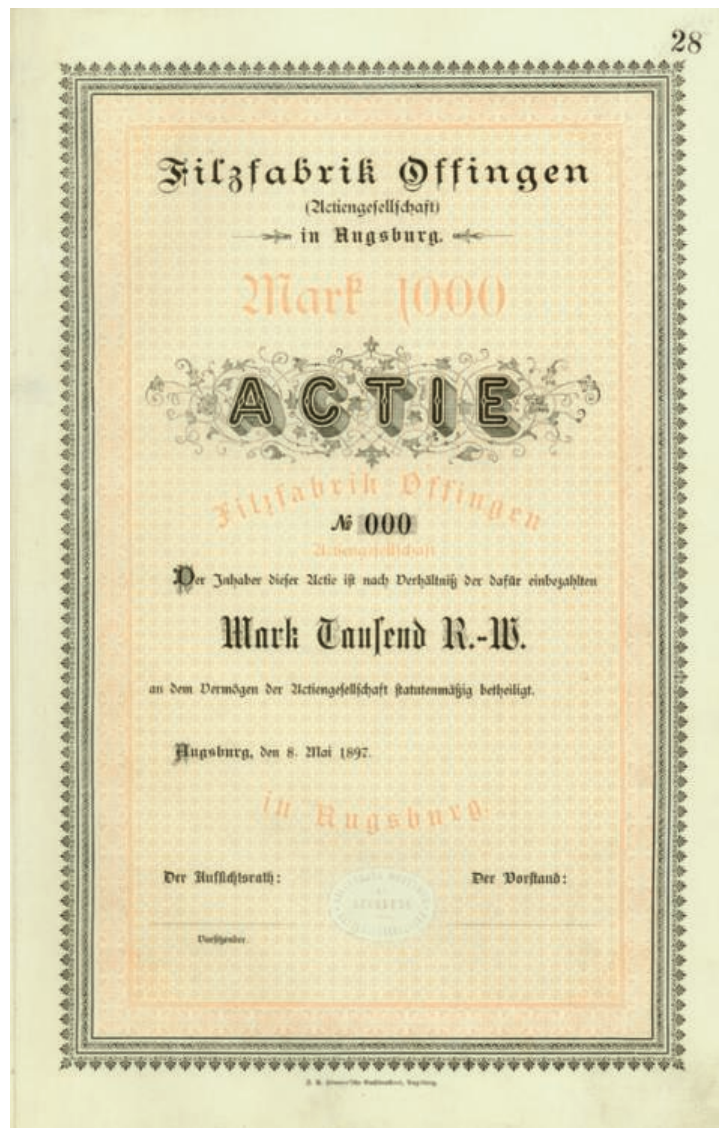 28
Filzfabrik Offingen
(Actiengesellschaft)
in Augsburg.
Mark 1000
ACTIE
Filzfabrik Offingen
№ 000
Actiengesellschaft
Der Inhaber dieser Actie ist nach Verhältniß der dafür einbezahlten
Mark Tausend R.-W.
an dem Vermögen der Actiengesellschaft statutenmäßig betheiligt.
Augsburg, den 8. Mai 1897.
in Augsburg.
Der Aufsichtsrath:
Der Vorstand:
Vorsitzender.
Augsburg.